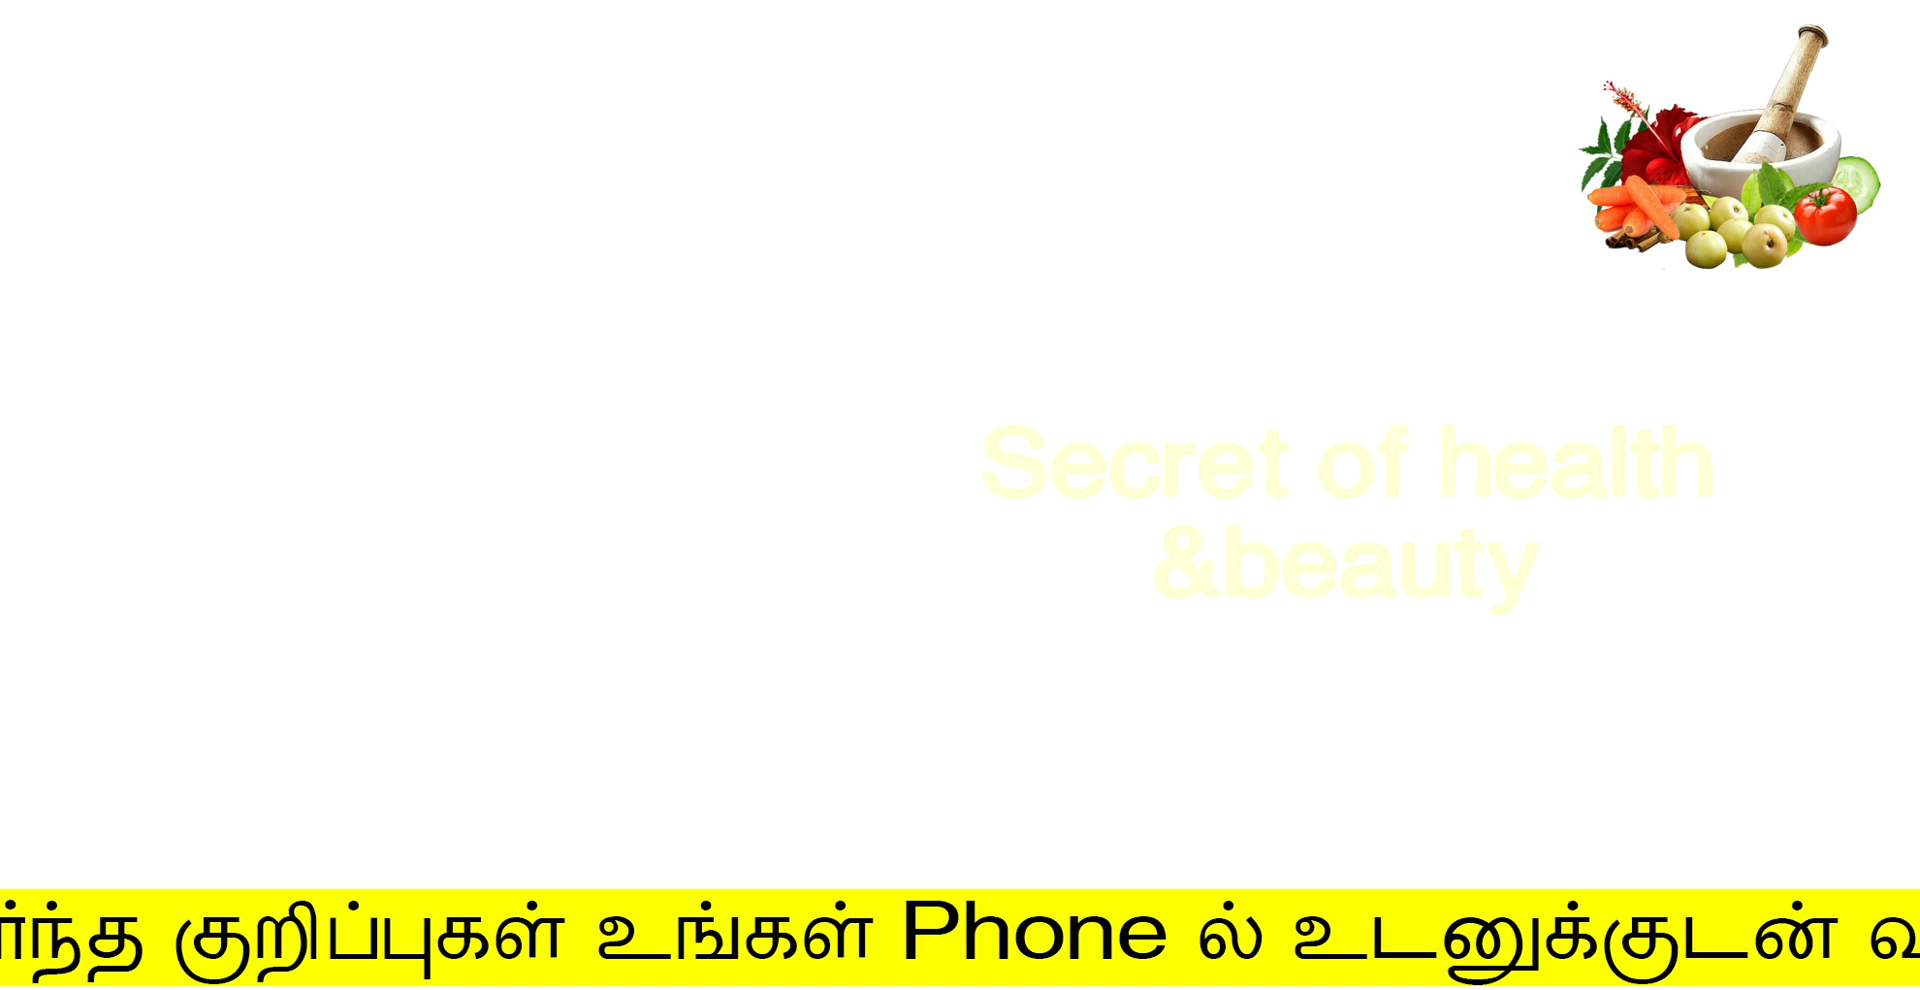 Secret of health
&beauty
ர்ந்த குறிப்புகள் உங்கள் Phone ல் உடனுக்குடன் வ